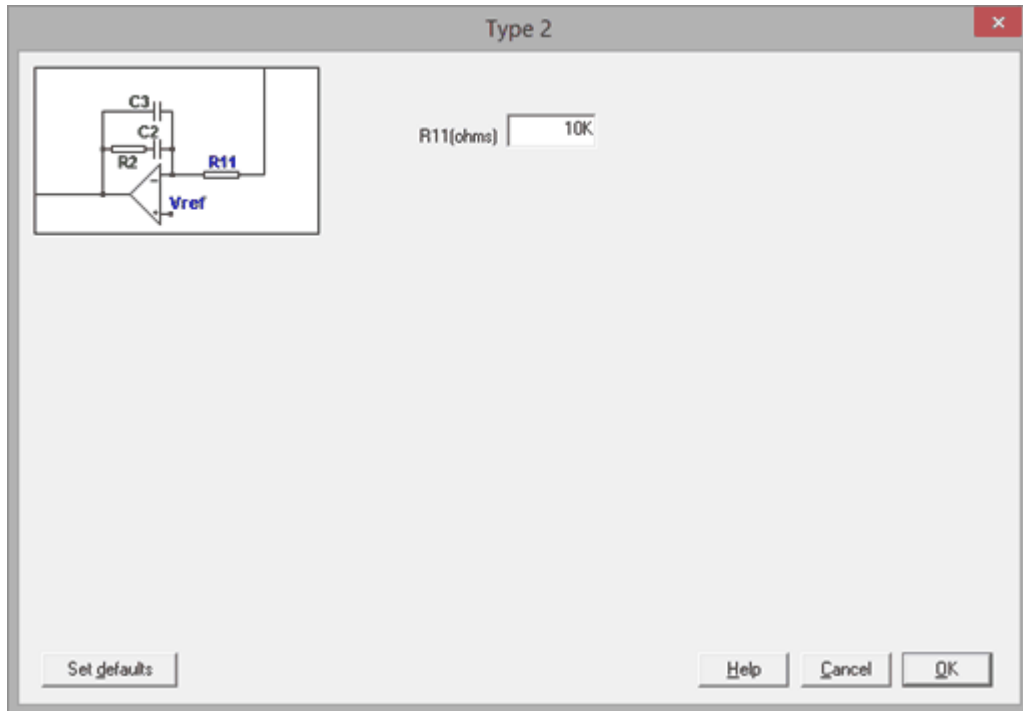 Type 2
C3
C2
R2
R11
Vref
R11(ohms) 10K
Set defaults
Help
Cancel
OK